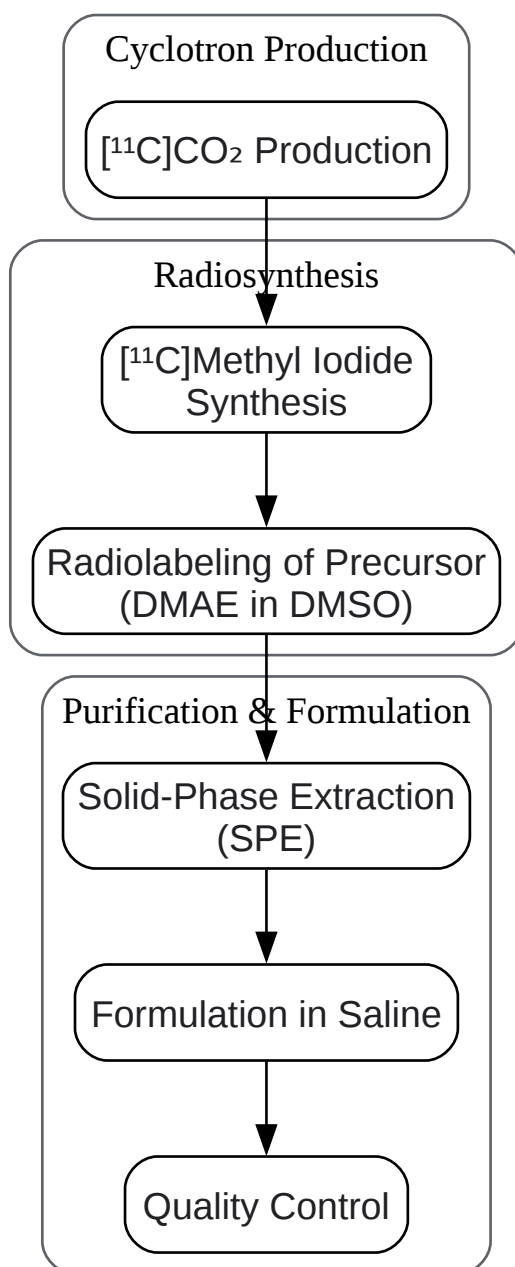 Cyclotron Production
[¹¹C]CO₂ Production
Radiosynthesis
[¹¹C]Methyl Iodide
Synthesis
Radiolabeling of Precursor
(DMAE in DMSO)
Purification & Formulation
Solid-Phase Extraction
(SPE)
Formulation in Saline
Quality Control